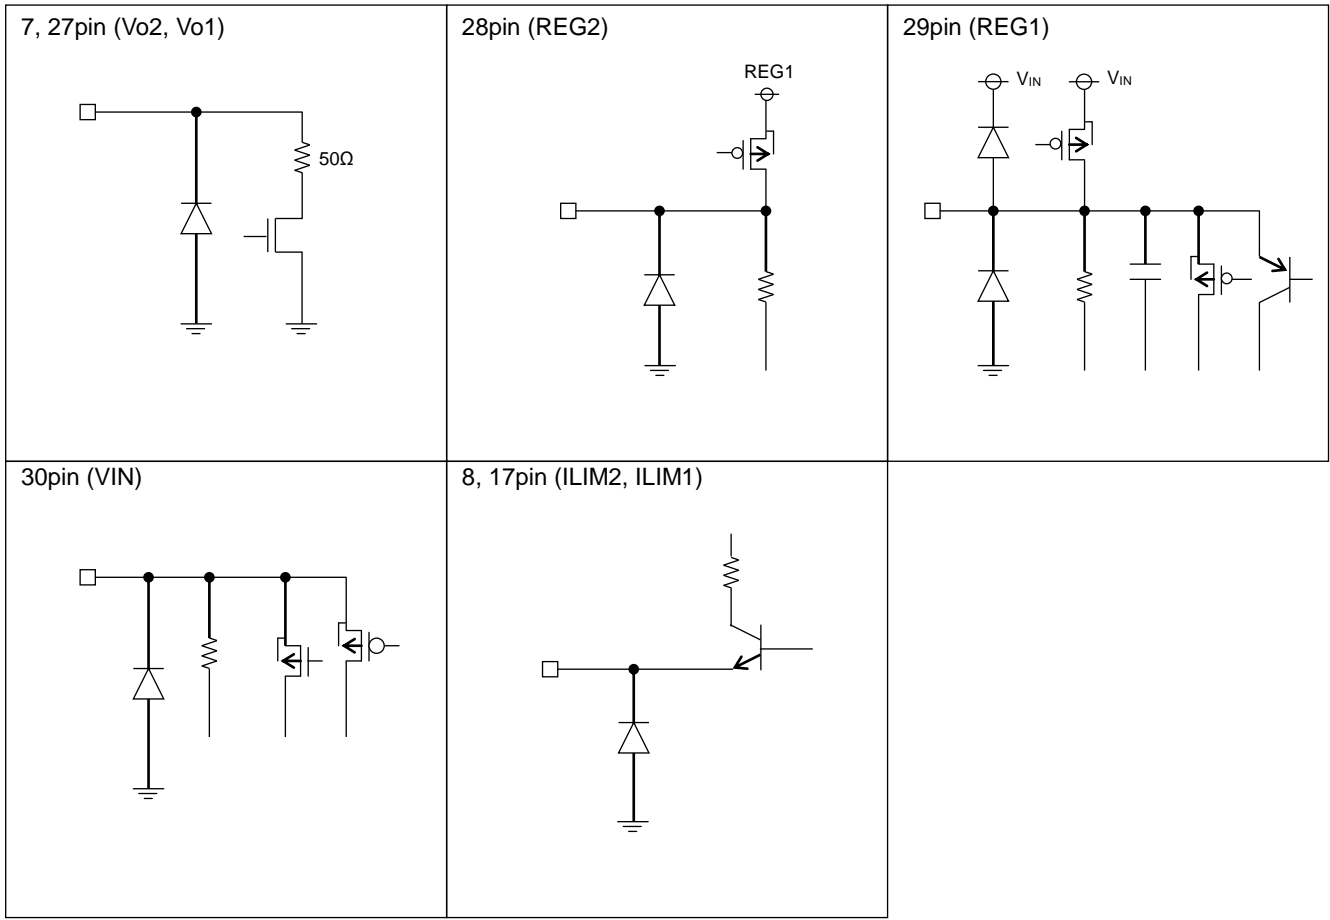 7, 27pin (Vo2, Vo1)
50Ω
28pin (REG2)
REG1
29pin (REG1)
VIN
VIN
30pin (VIN)
8, 17pin (ILIM2, ILIM1)